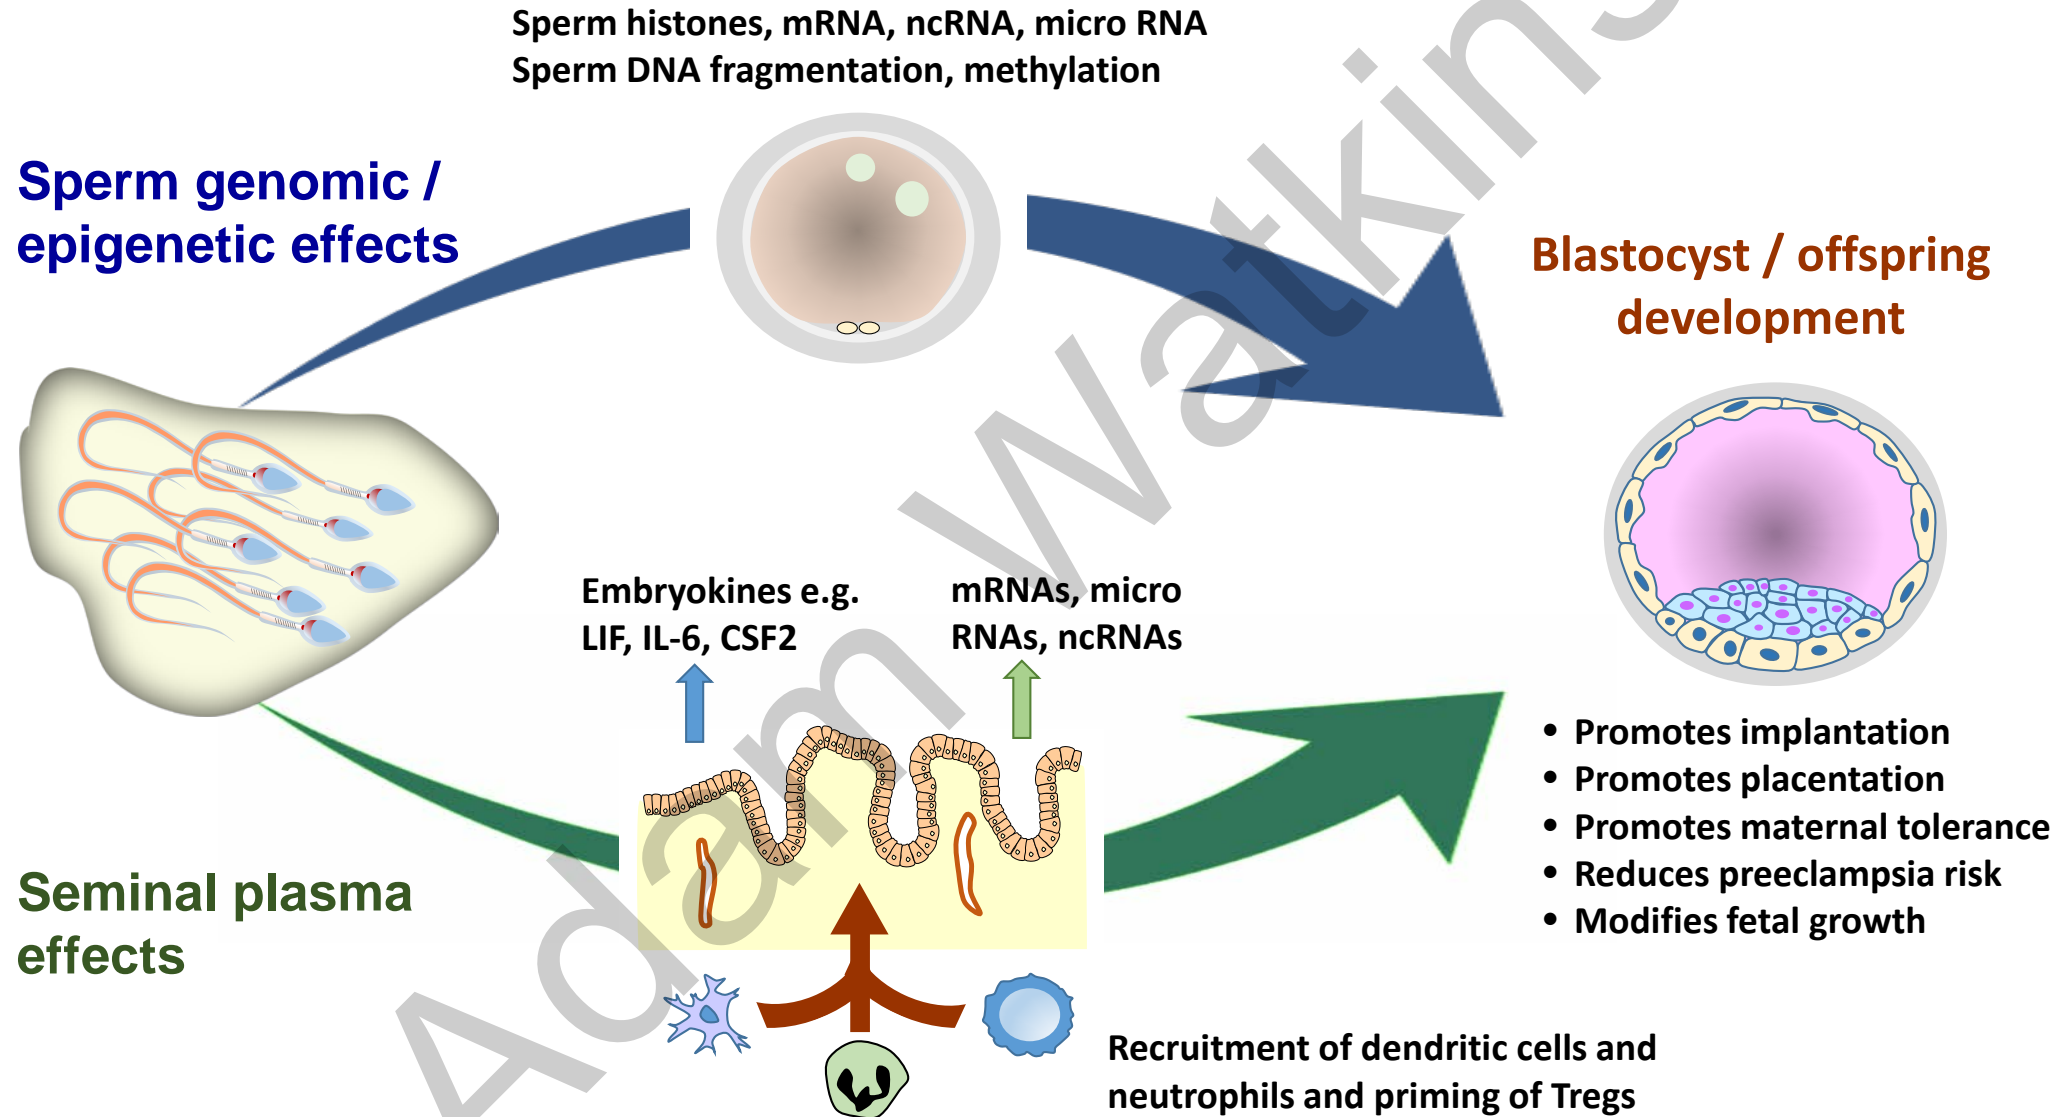 Sperm histones, mRNA, ncRNA, micro RNA
Sperm DNA fragmentation, methylation
Sperm genomic /
epigenetic effects
Blastocyst / offspring
development
Embryokines e.g.
LIF, IL-6, CSF2
mRNAs, micro
RNAs, ncRNAs
• Promotes implantation
• Promotes placentation
• Promotes maternal tolerance
• Reduces preeclampsia risk
• Modifies fetal growth
Seminal plasma
effects
Recruitment of dendritic cells and
neutrophils and priming of Tregs
Adam Watkins